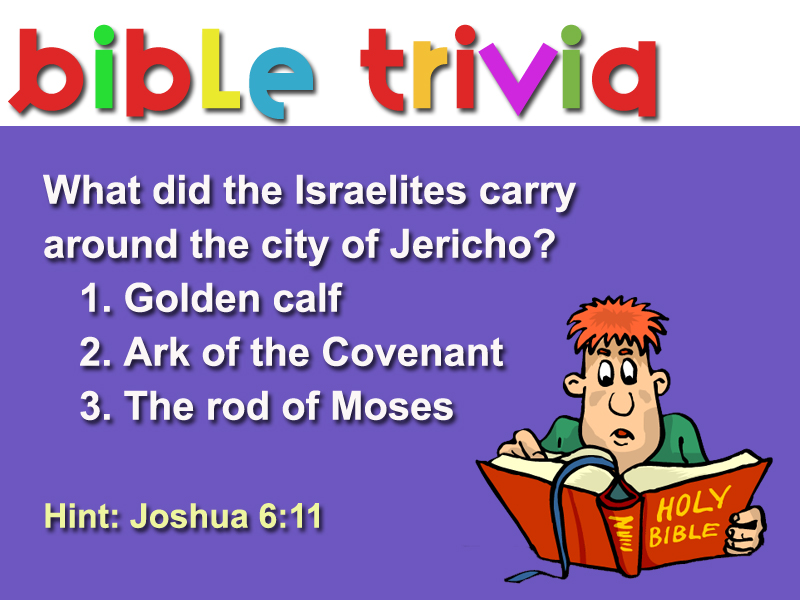 bible trivia
What did the Israelites carry
around the city of Jericho?
1. Golden calf
2. Ark of the Covenant
3. The rod of Moses
Hint: Joshua 6:11
HOLY
BIBLE